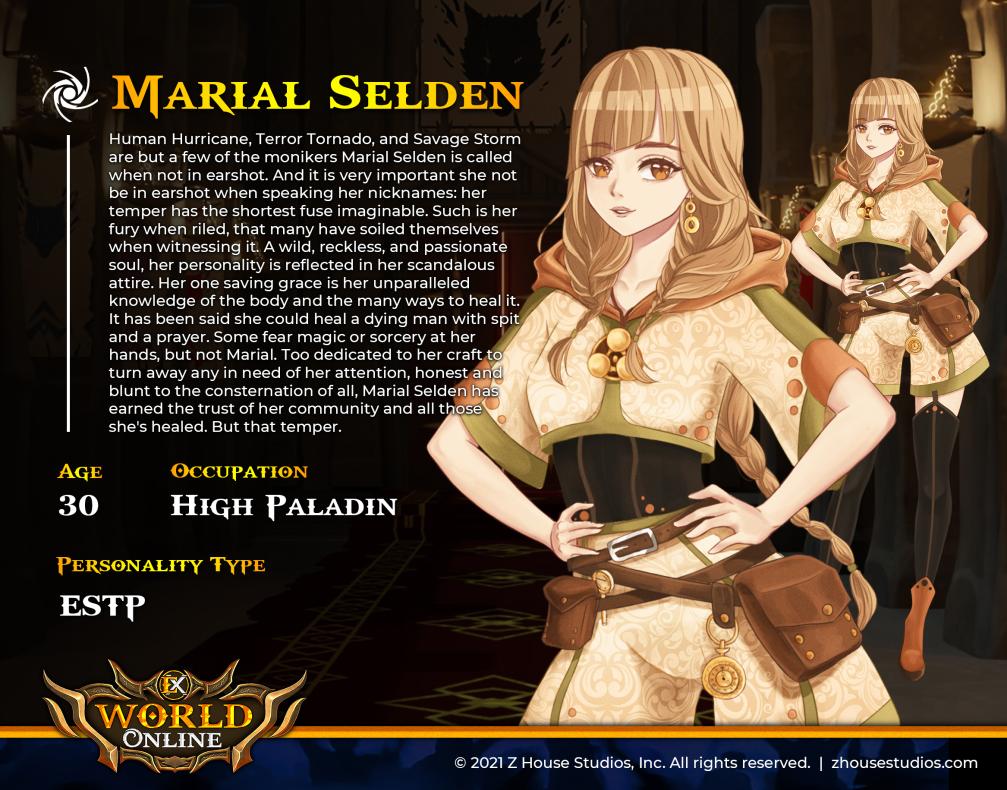 Marial Selden
Human Hurricane, Terror Tornado, and Savage Storm
are but a few of the monikers Marial Selden is called
when not in earshot. And it is very important she not
be in earshot when speaking her nicknames: her
temper has the shortest fuse imaginable. Such is her
fury when riled, that many have soiled themselves
when witnessing it. A wild, reckless, and passionate
soul, her personality is reflected in her scandalous
attire. Her one saving grace is her unparalleled
knowledge of the body and the many ways to heal it.
It has been said she could heal a dying man with spit
and a prayer. Some fear magic or sorcery at her
hands, but not Marial. Too dedicated to her craft to
turn away any in need of her attention, honest and
blunt to the consternation of all, Marial Selden has
earned the trust of her community and all those
she's healed. But that temper.
Age
30
Occupation
High Paladin
Personality Type
ESTP
EX
World
Online
© 2021 Z House Studios, Inc. All rights reserved. | zhousestudios.com